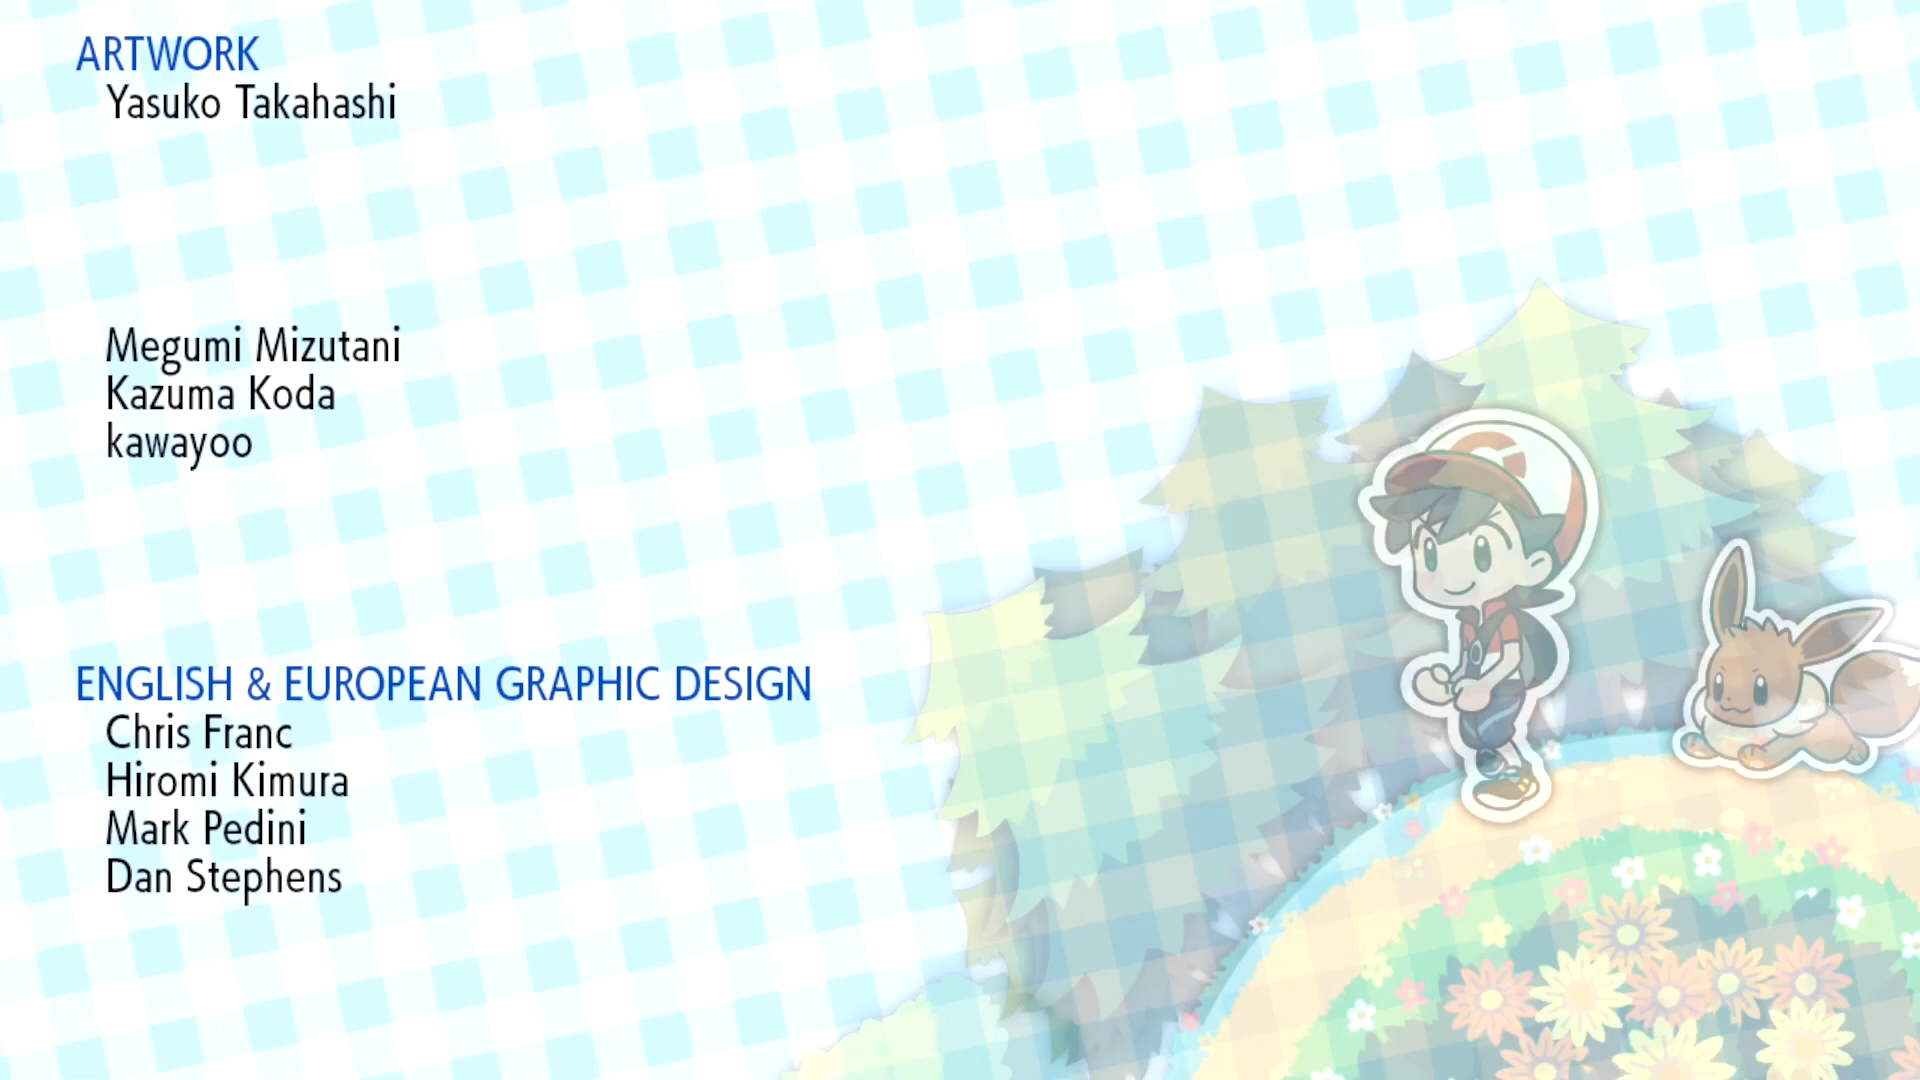 ARTWORK
Yasuko Takahashi
Megumi Mizutani
Kazuma Koda
kawayoo
ENGLISH & EUROPEAN GRAPHIC DESIGN
Chris Franc
Hiromi Kimura
Mark Pedini
Dan Stephens